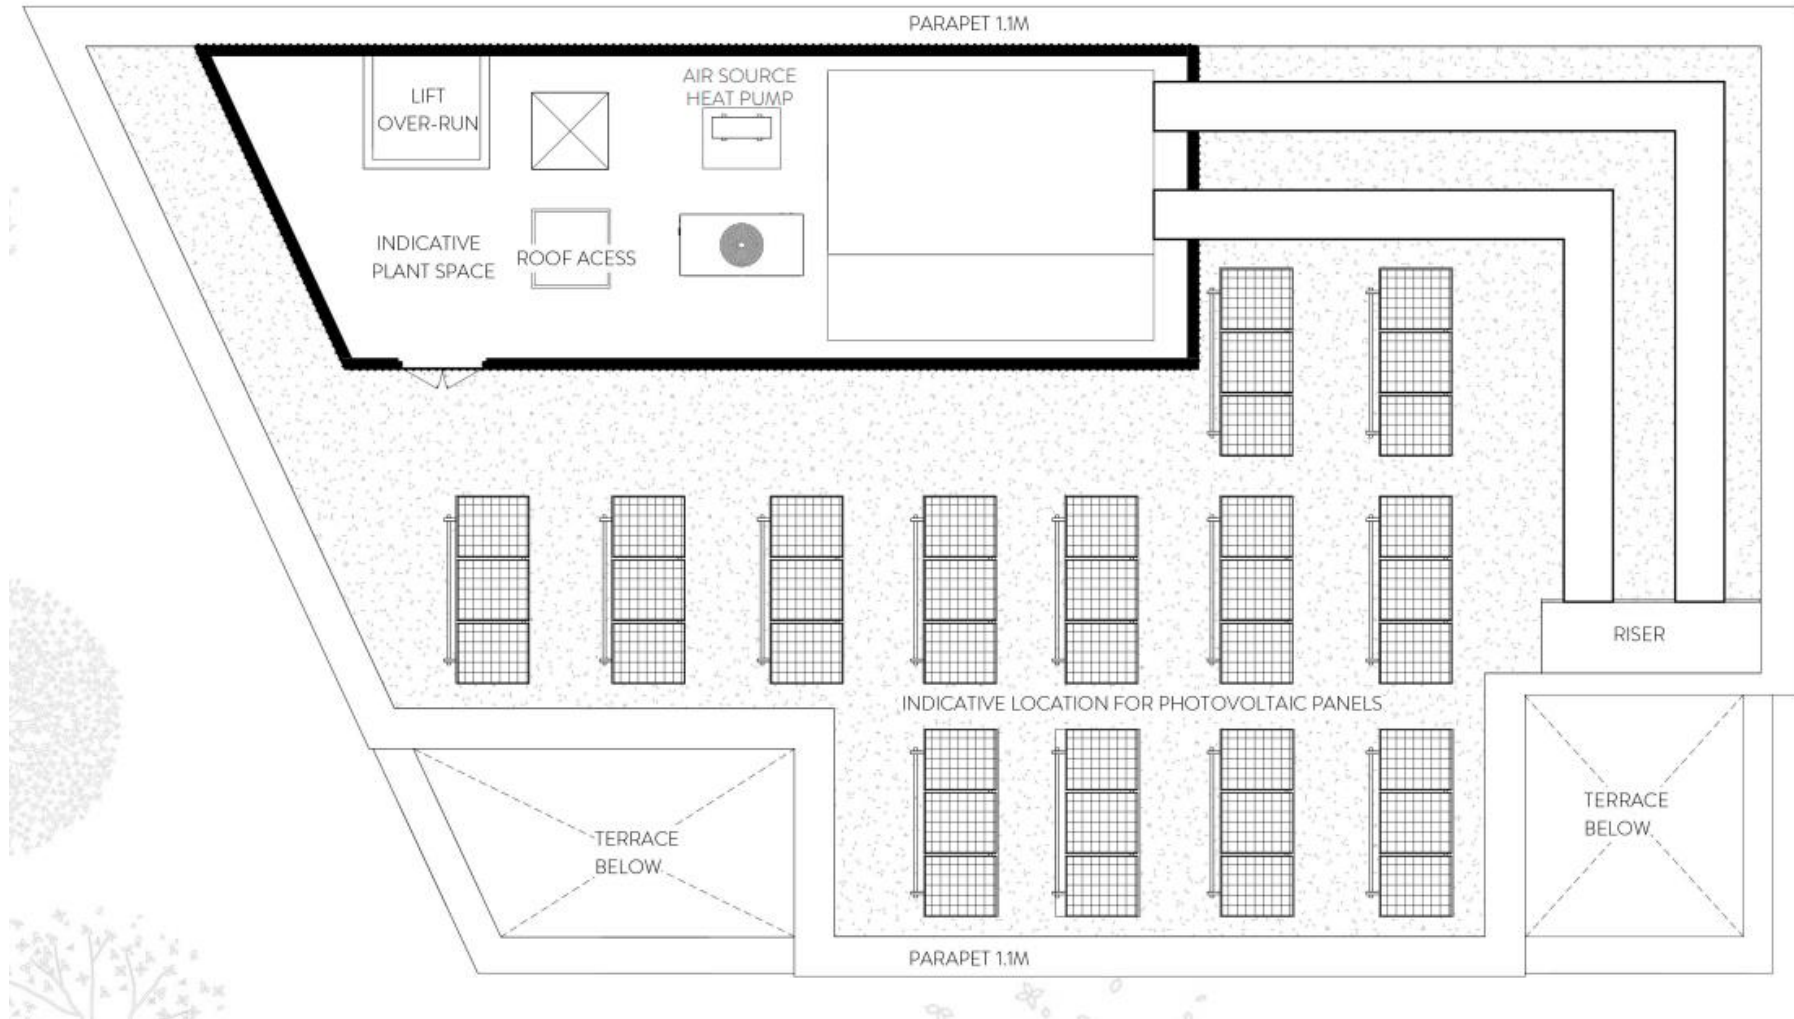 PARAPET 1.1M
AIR SOURCE
HEAT PUMP
LIFT
OVER-RUN
INDICATIVE
PLANT SPACE
ROOF ACESS
RISER
INDICATIVE LOCATION FOR PHOTOVOLTAIC PANELS
TERRACE
BELOW
TERRACE
BELOW
PARAPET 1.1M